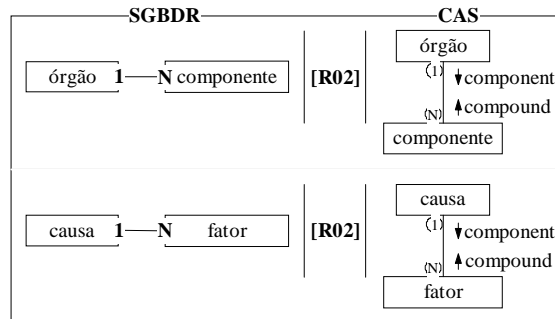 SGBDR CAS
órgão 1 N componente [R02] órgão
(1) component
compound
(N)
componente
causa 1 N fator [R02] causa
(1) component
compound
(N)
fator